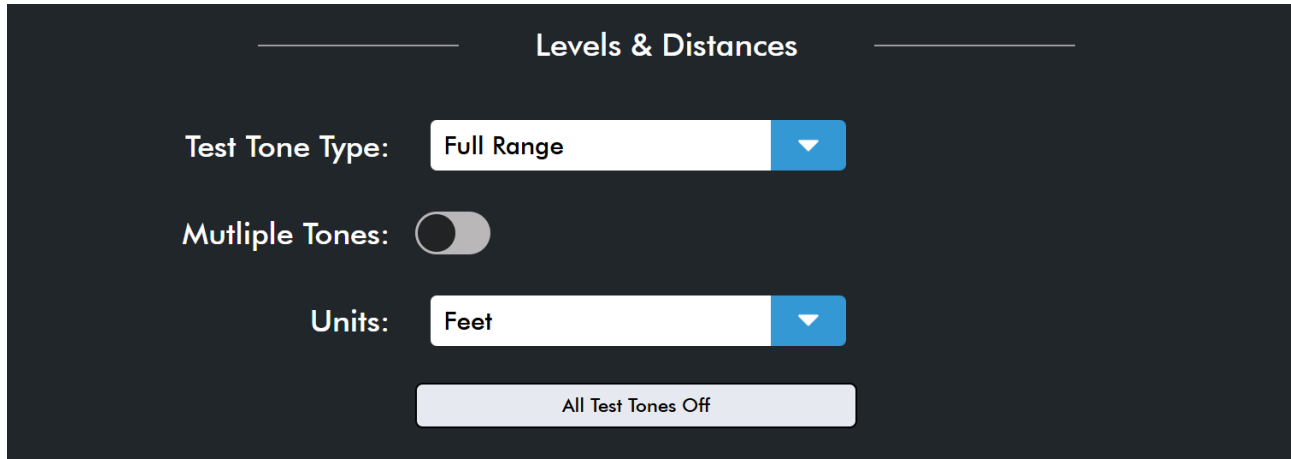 Levels & Distances
Test Tone Type: Full Range
Mutliple Tones:
Units: Feet
All Test Tones Off